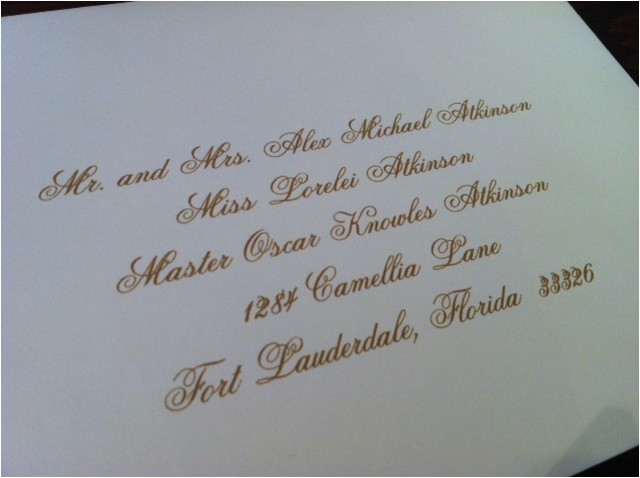 Mr. and Mrs. Alex Michael Atkinson
Miss Lorelei Atkinson
Master Oscar Knowles Atkinson
1284 Camellia Lane
Fort Lauderdale, Florida 33326